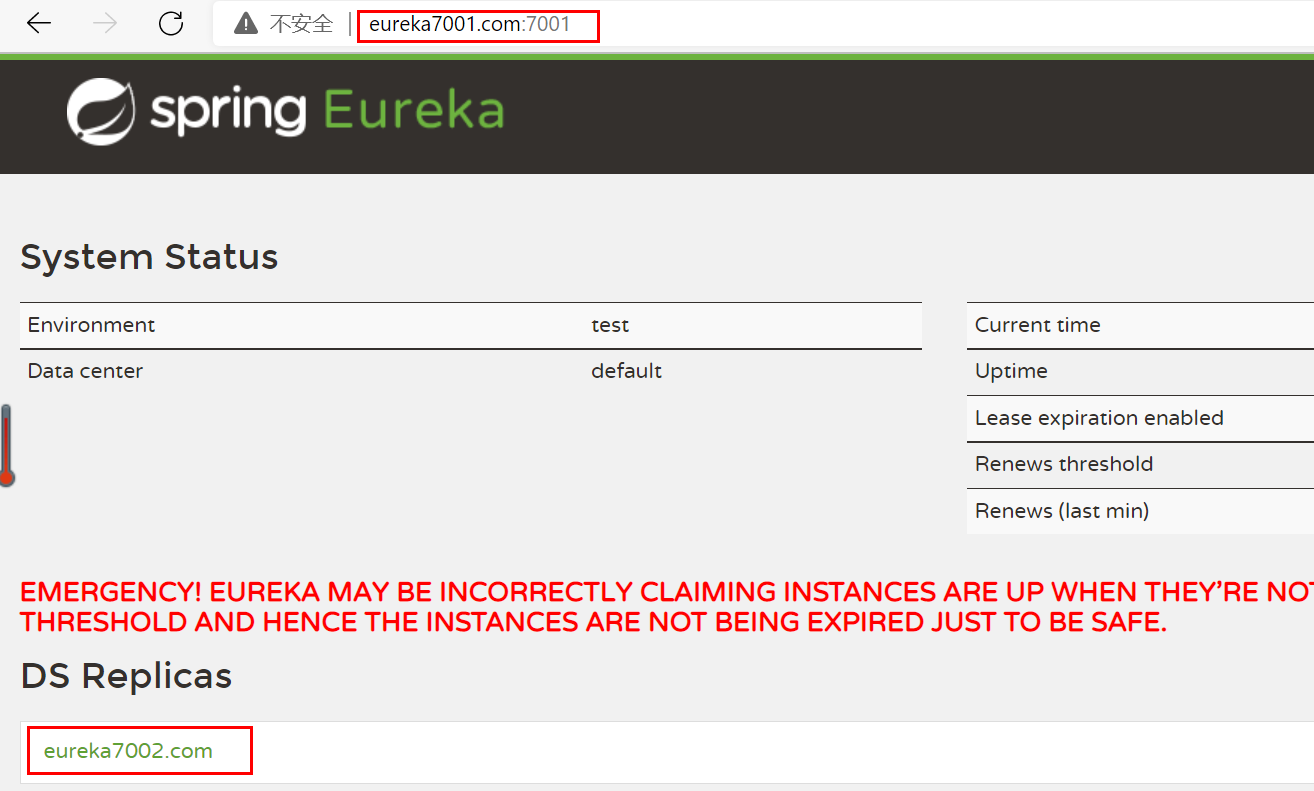 不安全 eureka7001.com:7001
spring Eureka
System Status
Environment test
Data center default
Current time
Uptime
Lease expiration enabled
Renews threshold
Renews (last min)
EMERGENCY! EUREKA MAY BE INCORRECTLY CLAIMING INSTANCES ARE UP WHEN THEY’RE NOT
THRESHOLD AND HENCE THE INSTANCES ARE NOT BEING EXPIRED JUST TO BE SAFE.
DS Replicas
eureka7002.com